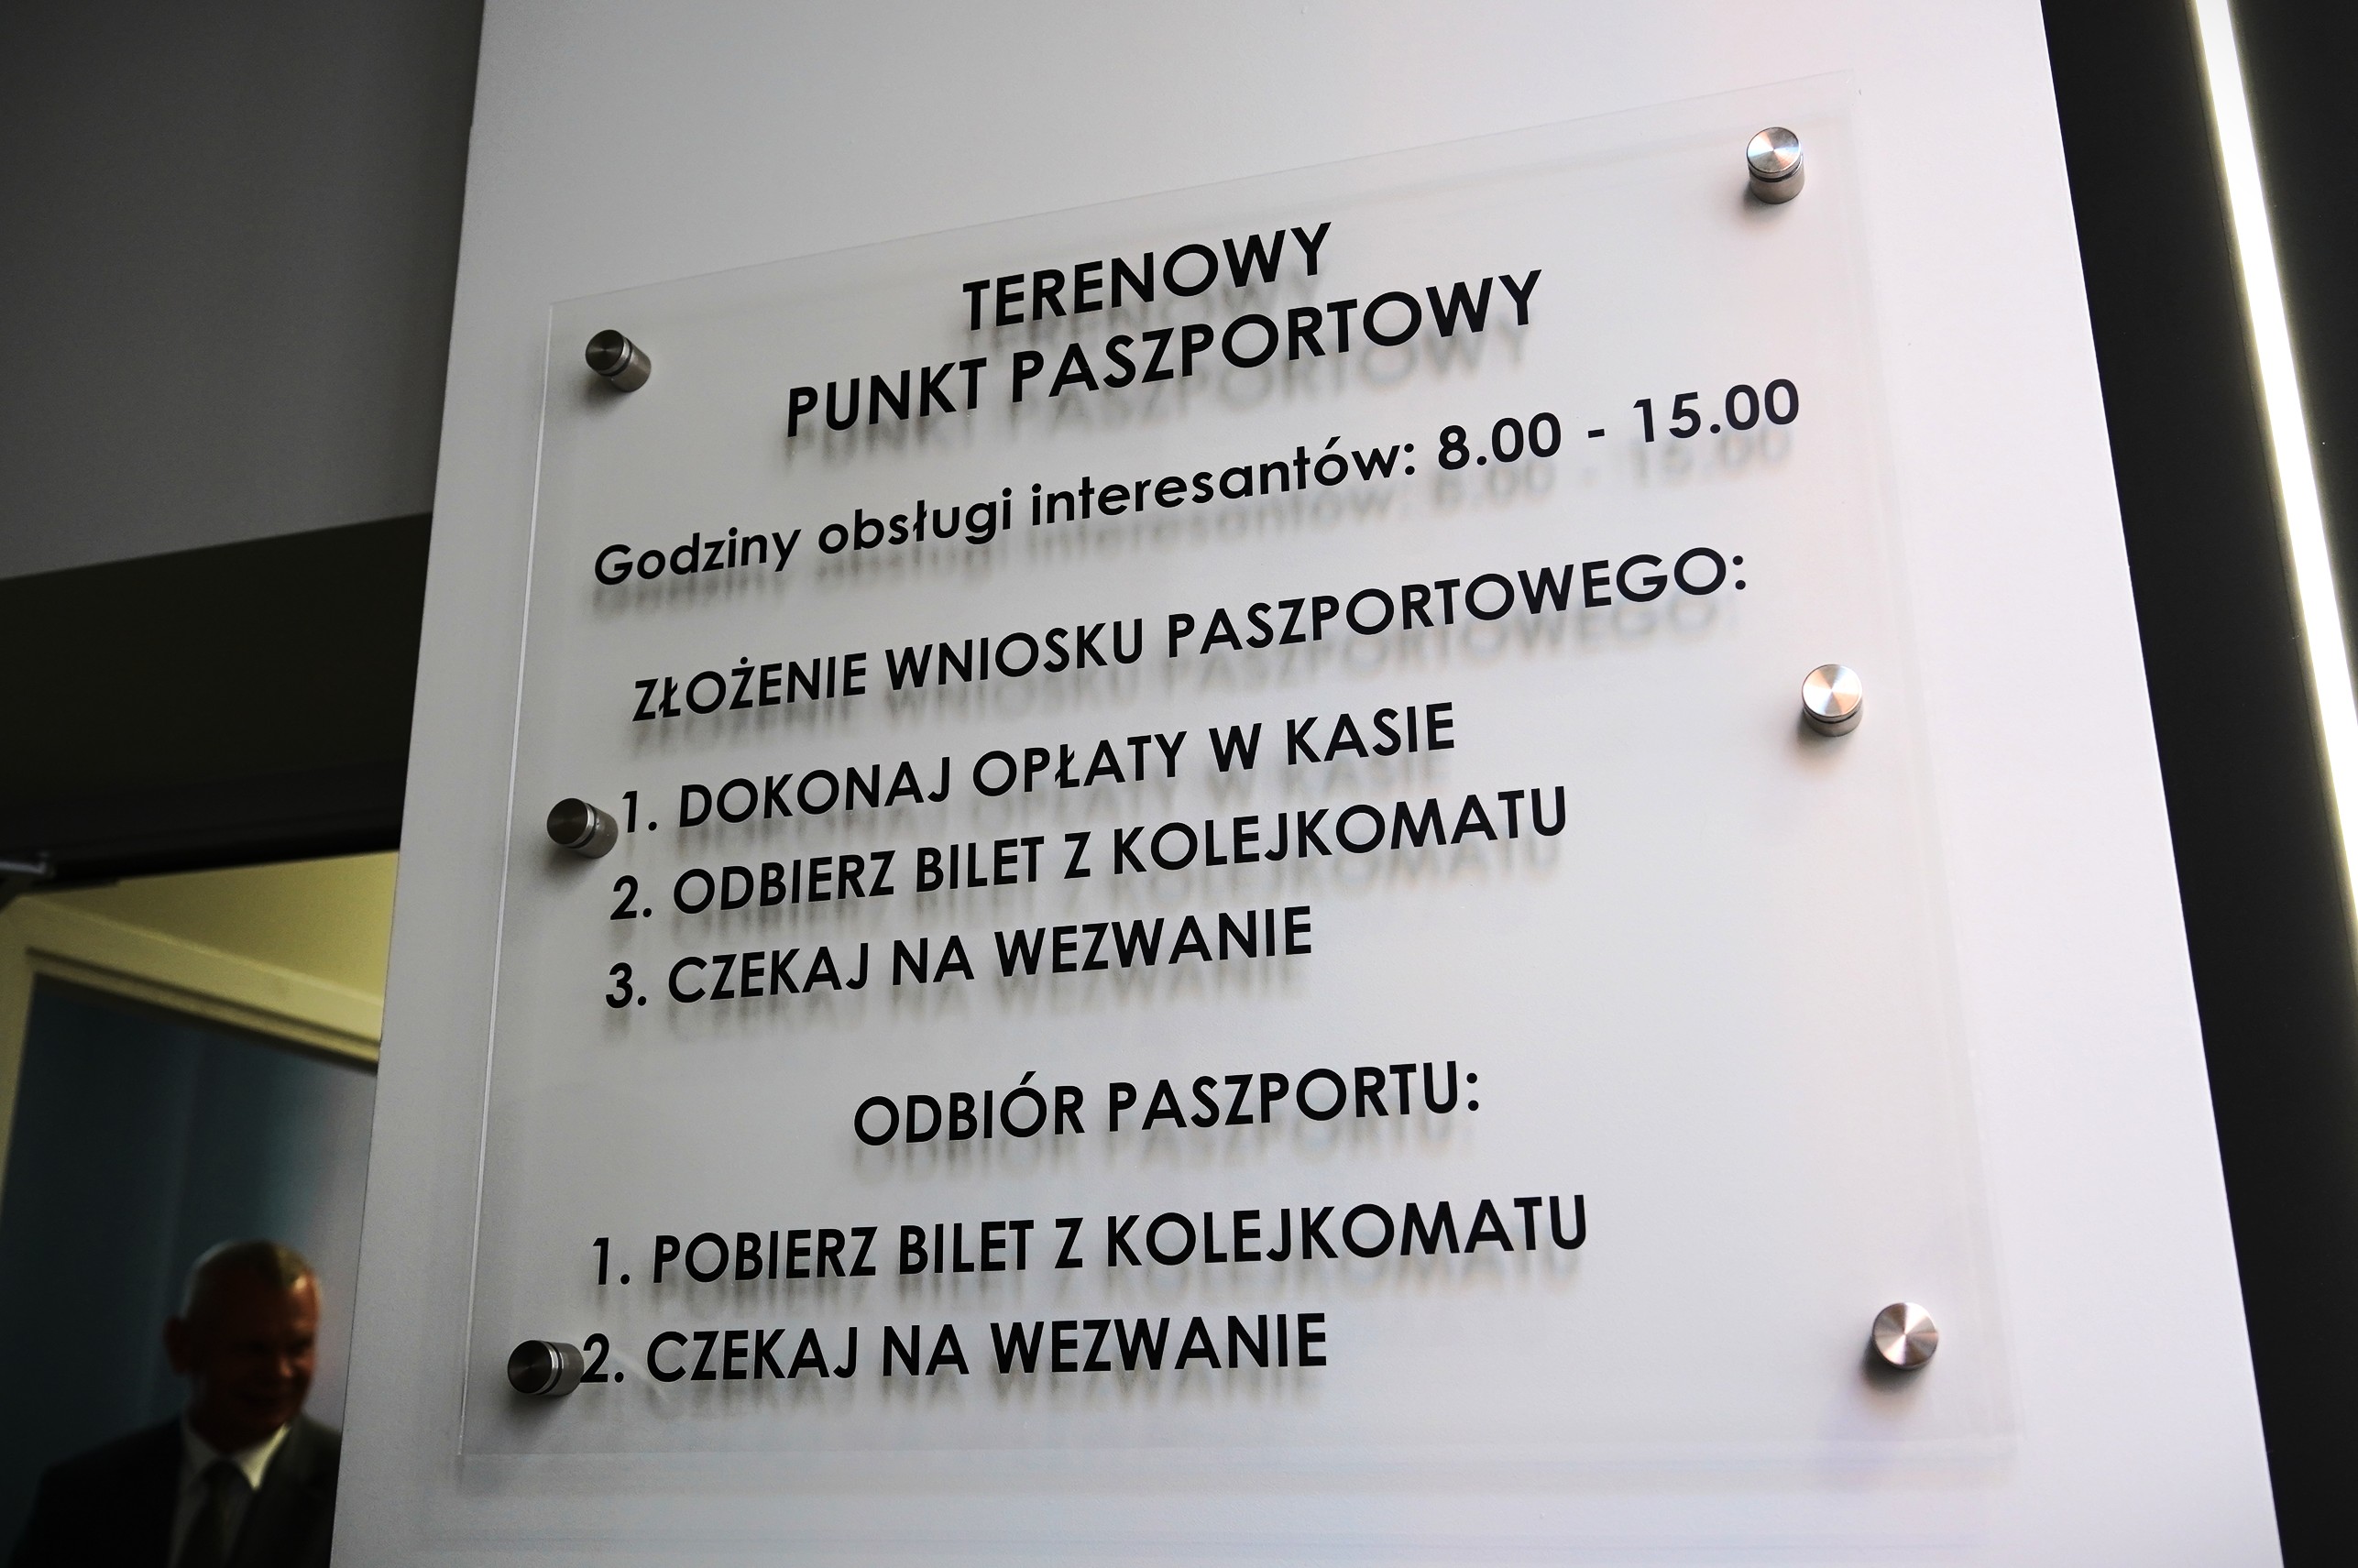 TERENOWY
PUNKT PASZPORTOWY
Godziny obsługi interesantów: 8.00 - 15.00
ZŁOŻENIE WNIOSKU PASZPORTOWEGO:
1. DOKONAJ OPŁATY W KASIE
2. ODBIERZ BILET Z KOLEJKOMATU
3. CZEKAJ NA WEZWANIE
ODBIÓR PASZPORTU:
1. POBIERZ BILET Z KOLEJKOMATU
2. CZEKAJ NA WEZWANIE